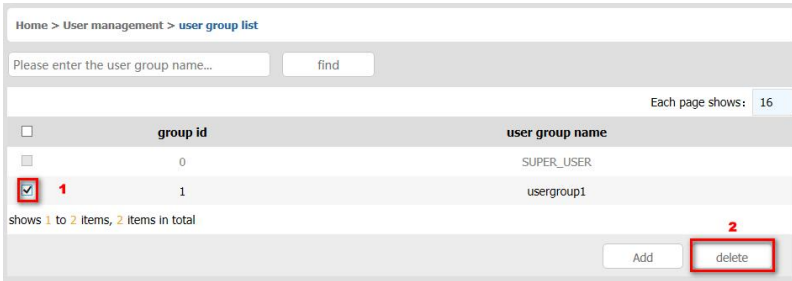 Home > User management > user group list
Please enter the user group name... find
Each page shows: 16
group id user group name
0 SUPER_USER
1 1 usergroup1
shows 1 to 2 items, 2 items in total
2
Add delete